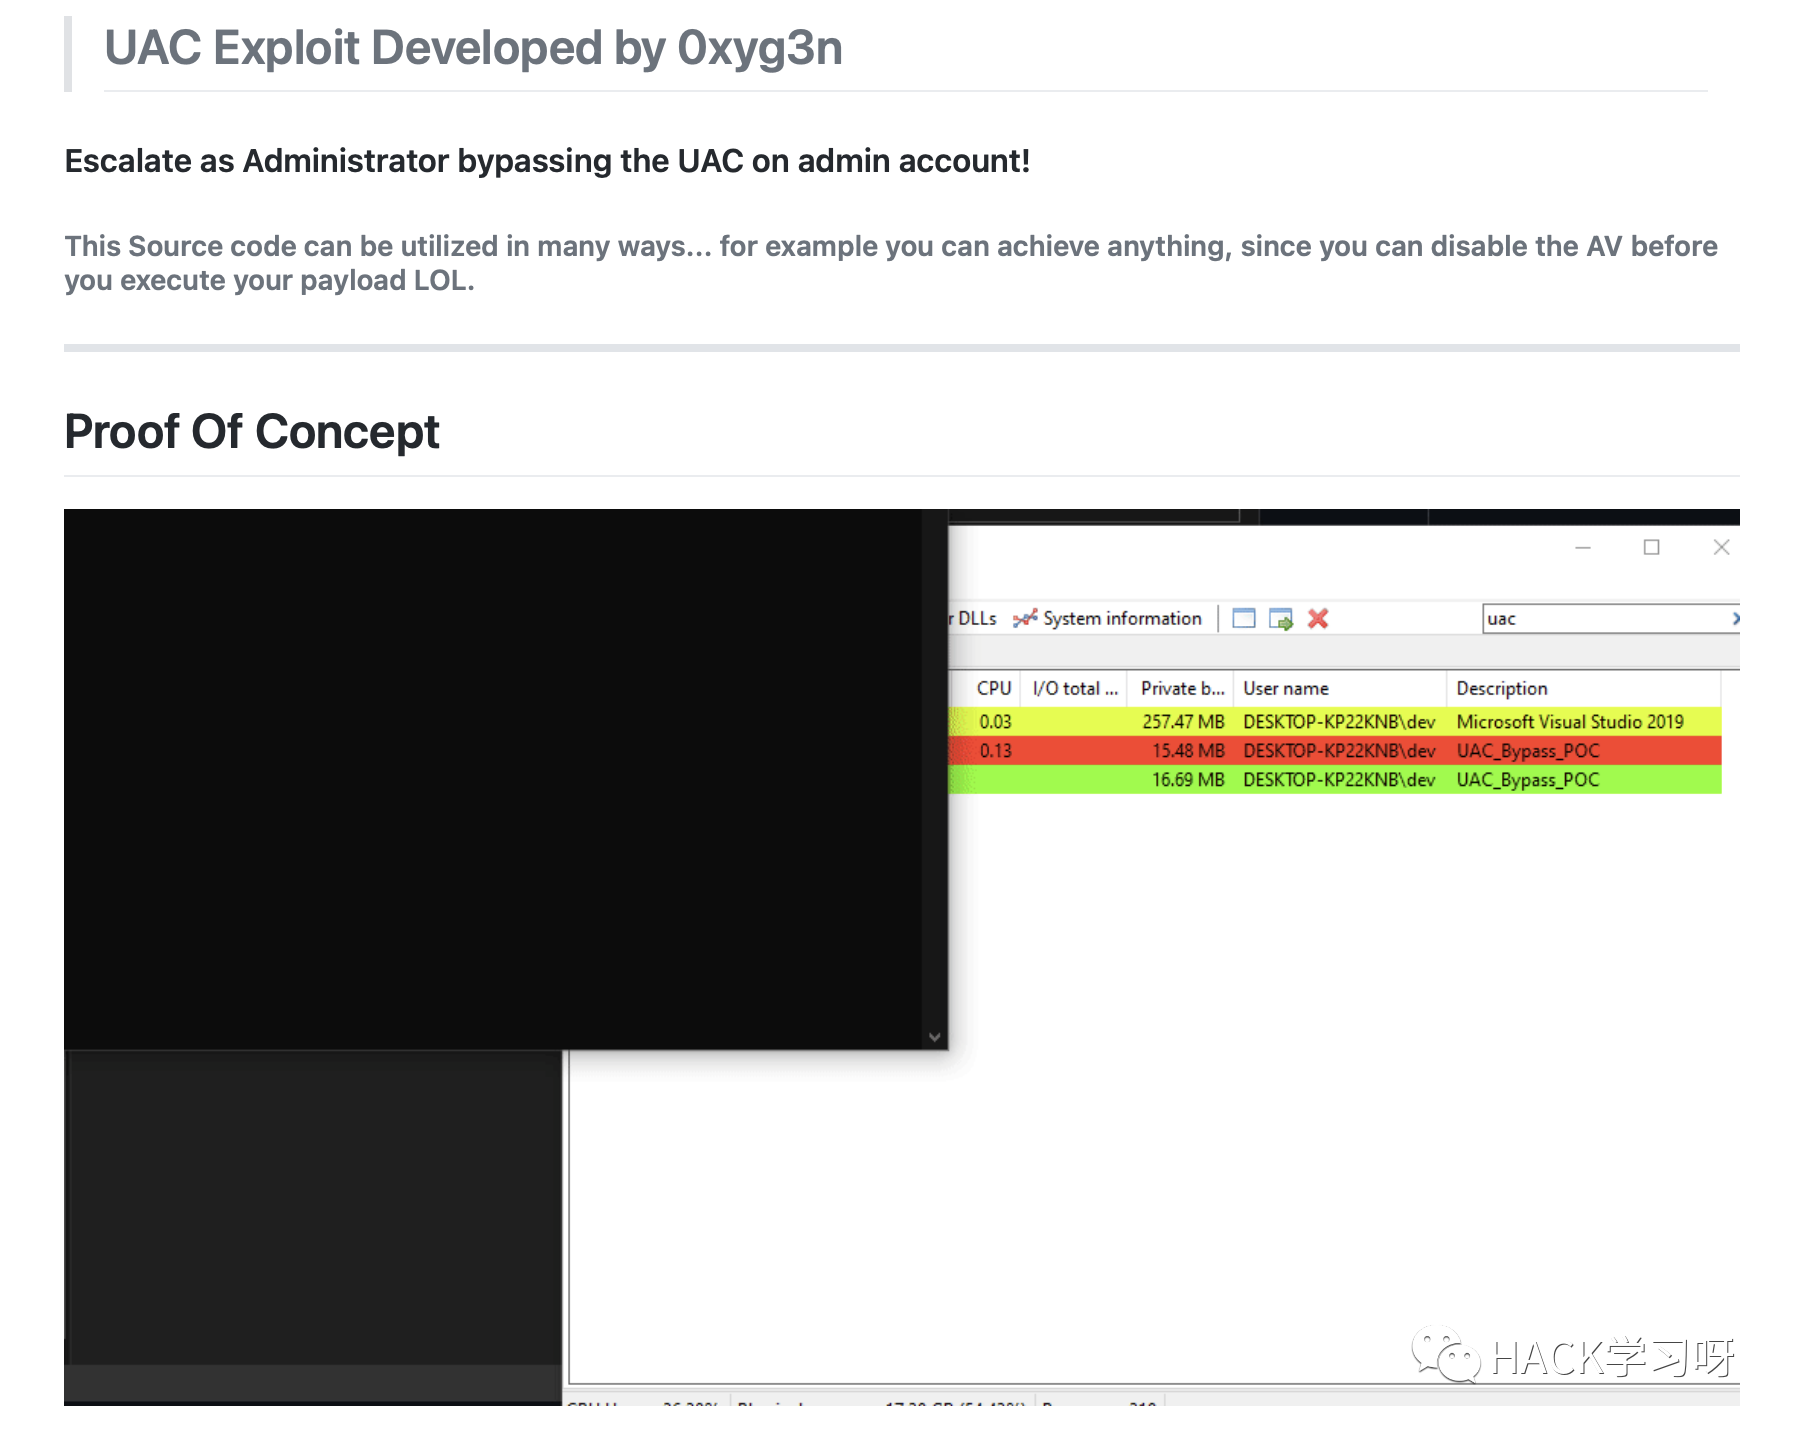 UAC Exploit Developed by 0xyg3n
Escalate as Administrator bypassing the UAC on admin account!
This Source code can be utilized in many ways... for example you can achieve anything, since you can disable the AV before
you execute your payload LOL.
Proof Of Concept
r DLLs System information uac
CPU I/O total ... Private b... User name Description
0.03 257.47 MB DESKTOP-KP22KNB\dev Microsoft Visual Studio 2019
0.13 15.48 MB DESKTOP-KP22KNB\dev UAC_Bypass_POC
16.69 MB DESKTOP-KP22KNB\dev UAC_Bypass_POC
HACK学习呀